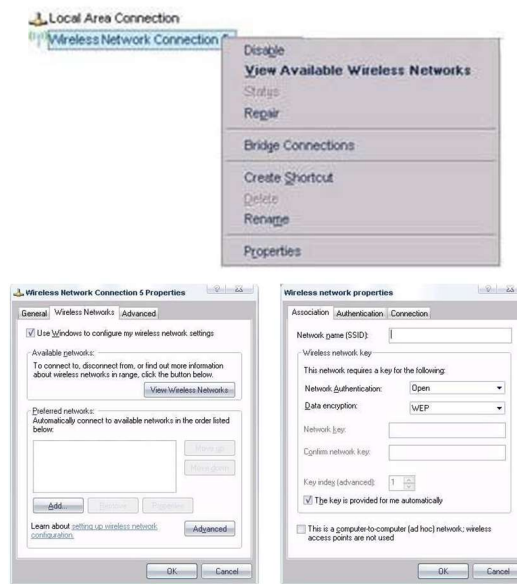 Local Area Connection
Wireless Network Connection 5
Disable
View Available Wireless Networks
Status
Repair
Bridge Connections
Create Shortcut
Delete
Rename
Properties
Wireless Network Connection 5 Properties
General Wireless Networks Advanced
Use Windows to configure my wireless network settings
Available networks:
To connect to, disconnect from, or find out more information
about wireless networks in range, click the button below.
View Wireless Networks
Preferred networks:
Automatically connect to available networks in the order listed
below:
Move up
Move down
Add... Remove Properties
Learn about setting up wireless network
configuration.
Advanced
OK Cancel
Wireless network properties
Association Authentication Connection
Network name (SSID):
Wireless network key
This network requires a key for the following:
Network Authentication: Open
Data encryption: WEP
Network key:
Confirm network key:
Key index (advanced): 1
The key is provided for me automatically
This is a computer-to-computer (ad hoc) network; wireless
access points are not used
OK Cancel